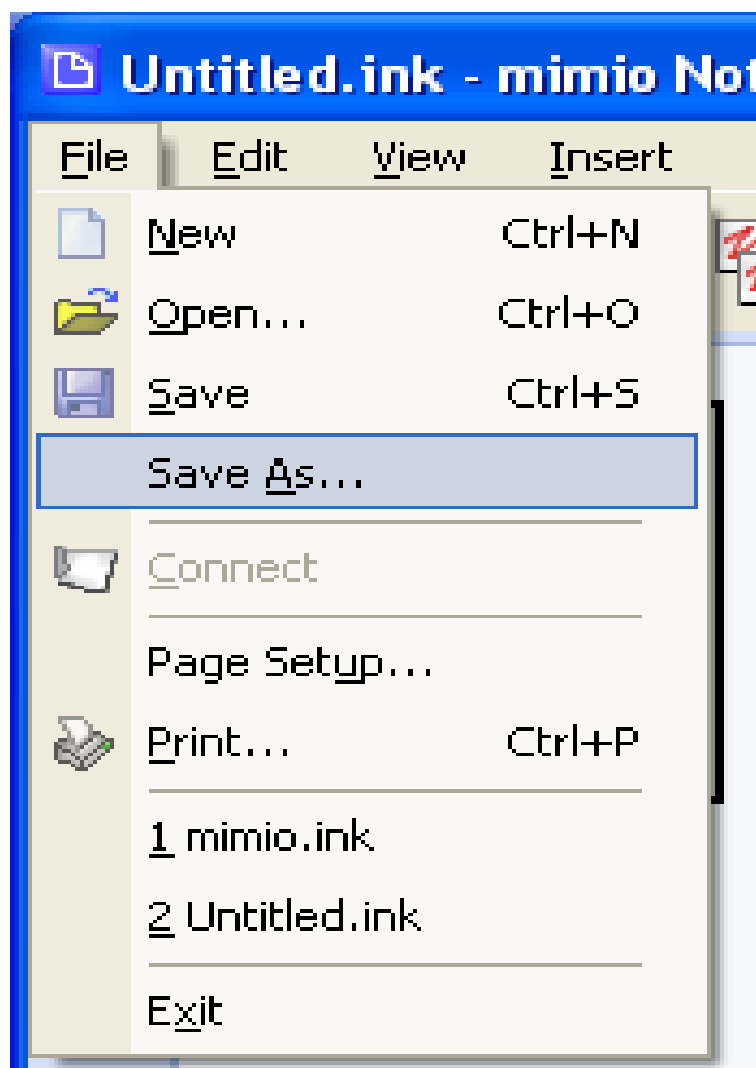 Untitled.ink - mimio Not
File Edit View Insert
New Ctrl+N
Open... Ctrl+O
Save Ctrl+S
Save As...
Connect
Page Setup...
Print... Ctrl+P
1 mimio.ink
2 Untitled.ink
Exit